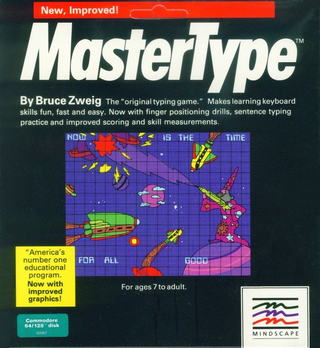 New, Improved!
MasterType™
By Bruce Zweig The "original typing game." Makes learning keyboard
skills fun, fast and easy. Now with finger positioning drills, sentence typing
practice and improved scoring and skill measurements.
NOW IS THE TIME
FOR ALL GOOD
"America's
number one
educational
program.
Now with
improved
graphics!
For ages 7 to adult.
Commodore
64/128 disk
MINDSCAPE